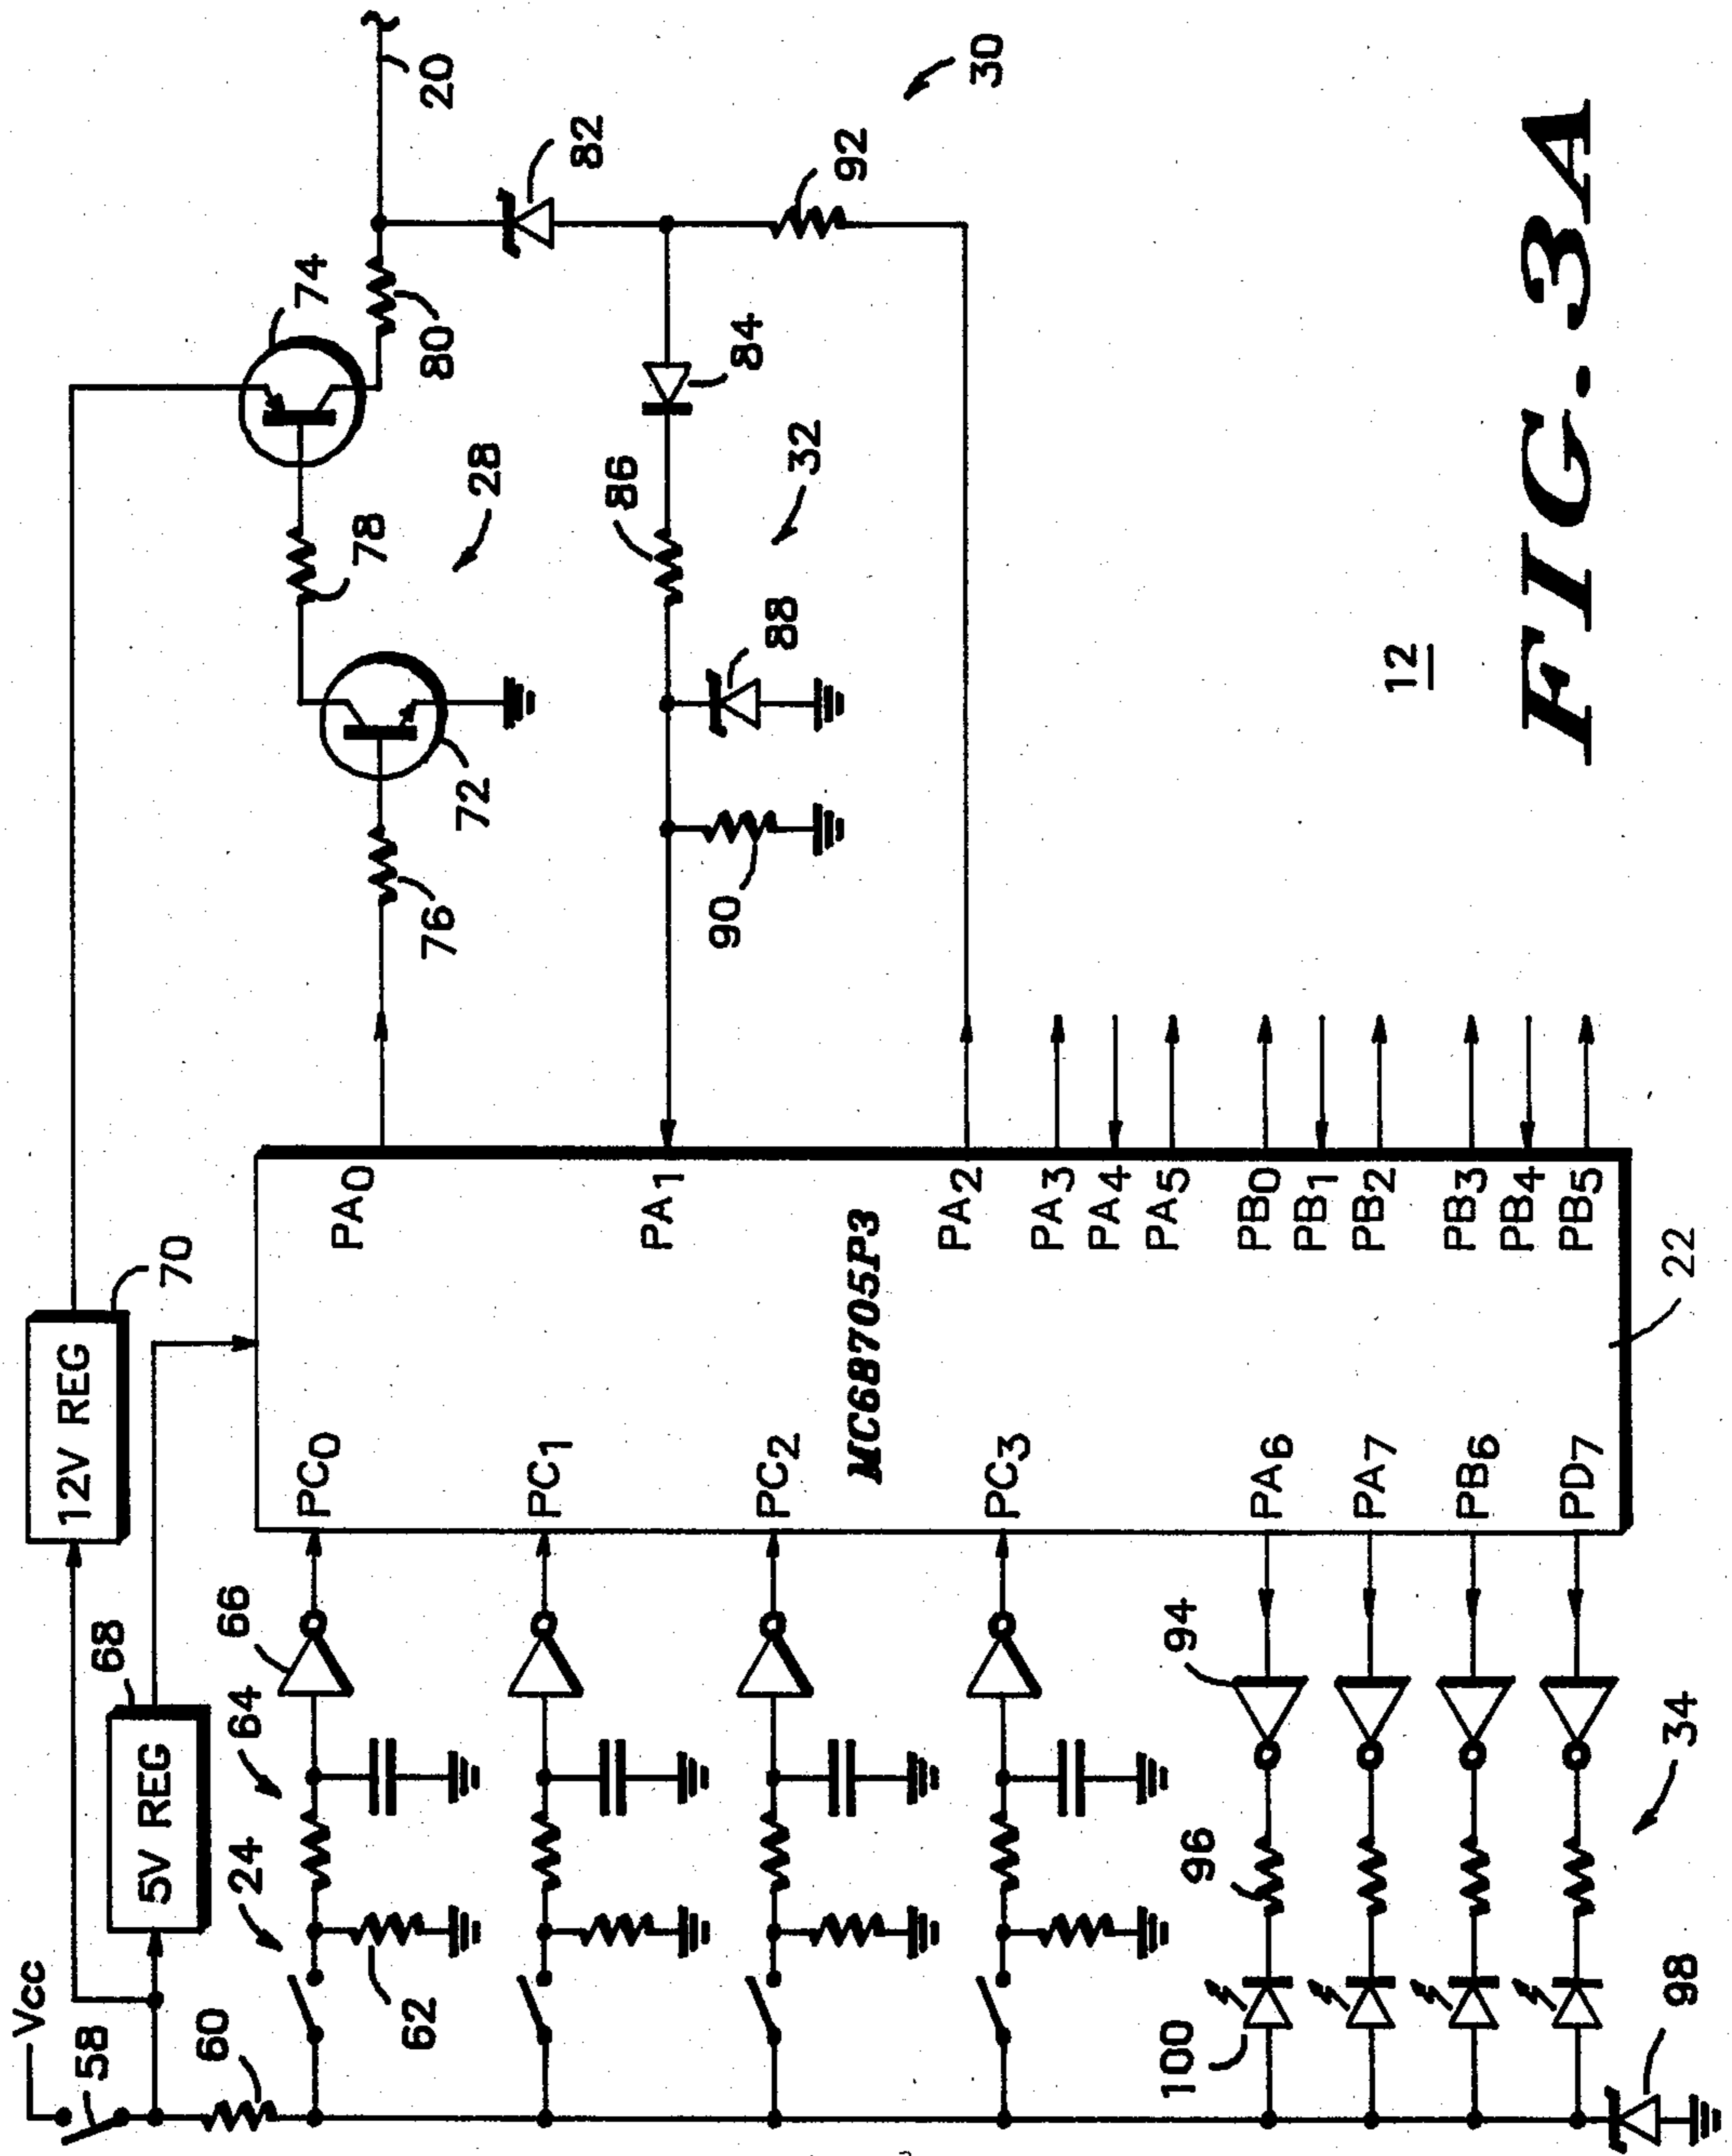 Vcc
58
60
5V REG
68
12V REG
70
24
64
66
62
PC0
PC1
PC2
PC3
MC68705P3
PA0
PA1
PA2
PA3
PA4
PA5
PB0
PB1
PB2
PB3
PB4
PB5
PA6
PA7
PB6
PD7
22
76
72
78
28
74
80
20
82
84
86
32
88
90
92
30
94
96
100
98
34
12
FIG. 3A